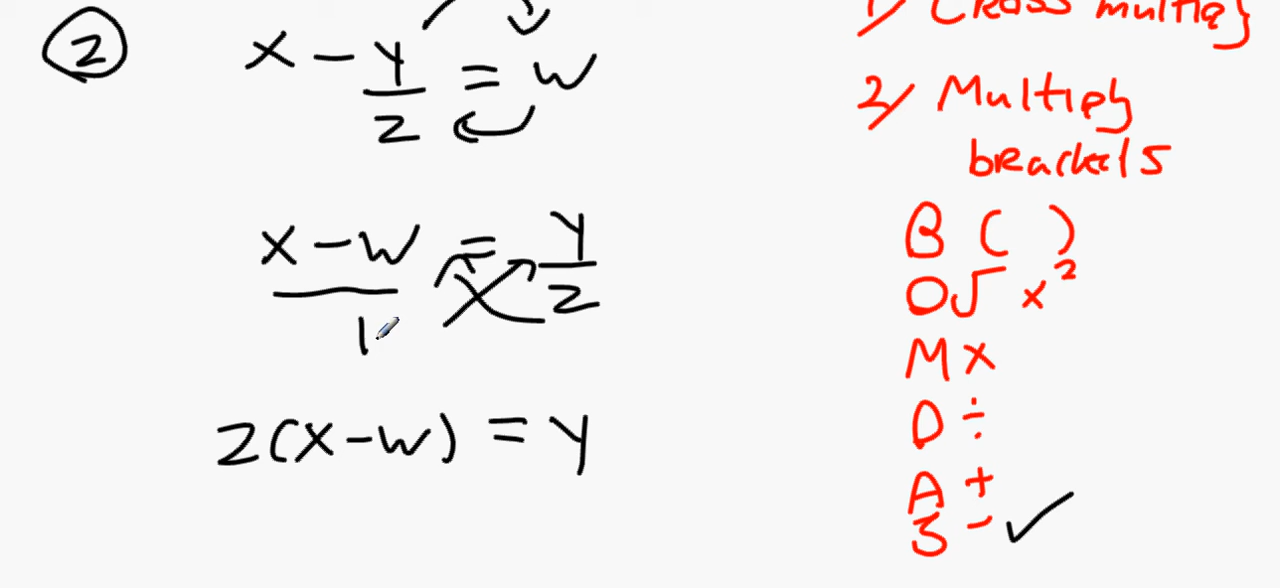 ② x - y/2 = w
x - w / 1 = y/2
2(x - w) = y
1) Cross multiply
2) Multiply
brackets
B ( )
O √ x²
M ×
D ÷
A +
S - ✓